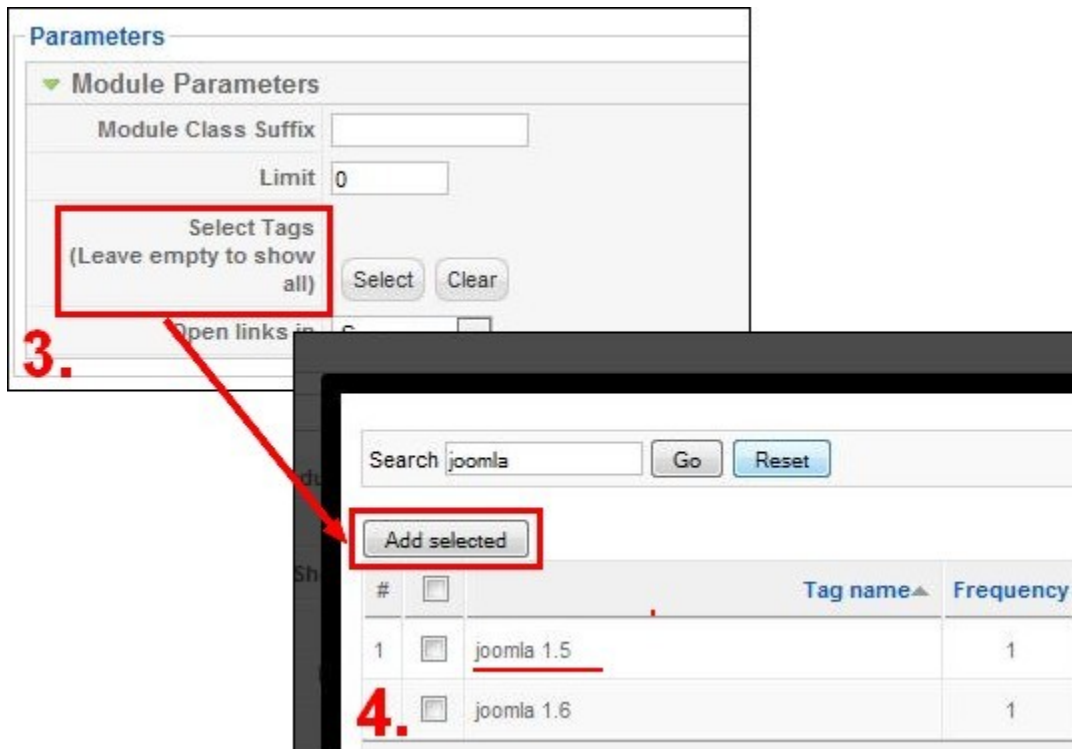 Parameters
Module Parameters
Module Class Suffix
Limit 0
Select Tags
(Leave empty to show
all)
Select Clear
Open links in
3.
Search joomla Go Reset
Add selected
# Tag name Frequency
1 joomla 1.5 1
joomla 1.6 1
4.